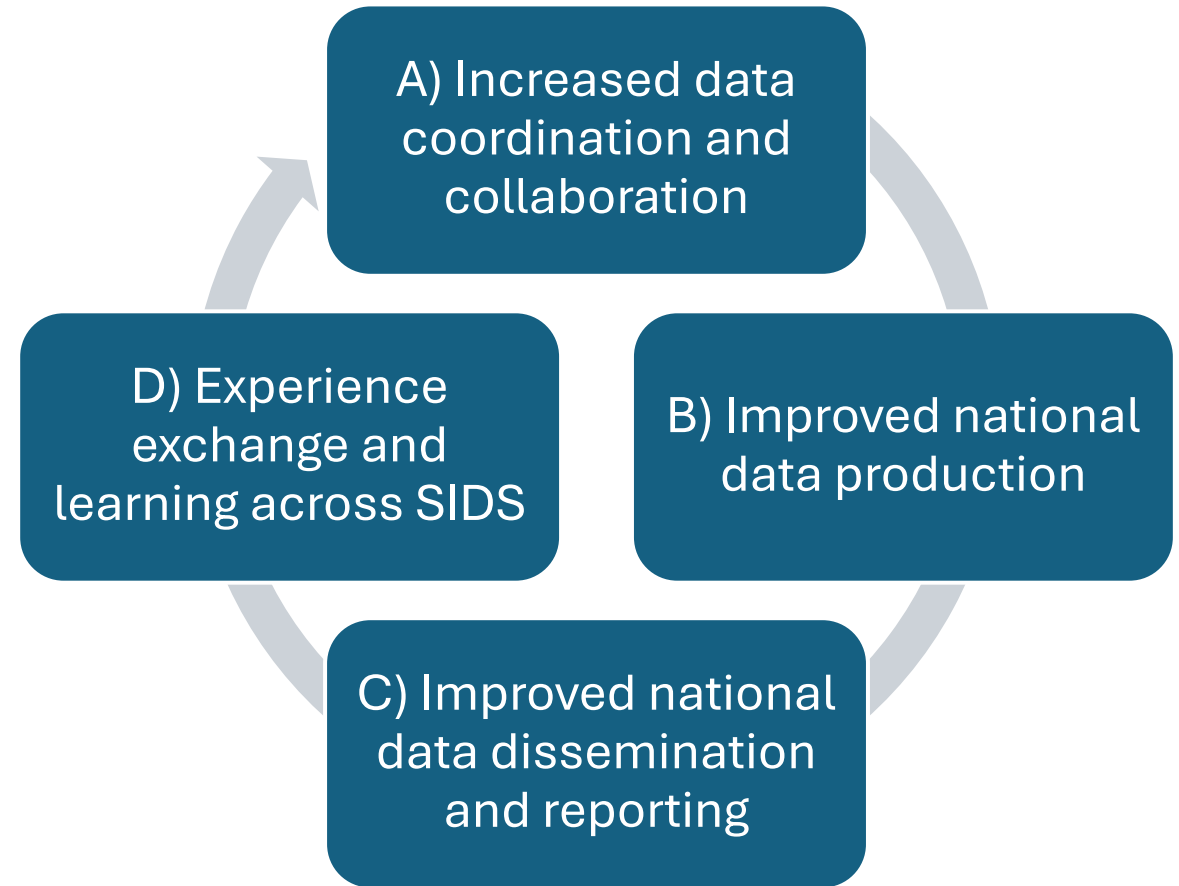 A) Increased data
coordination and
collaboration
B) Improved national
data production
C) Improved national
data dissemination
and reporting
D) Experience
exchange and
learning across SIDS